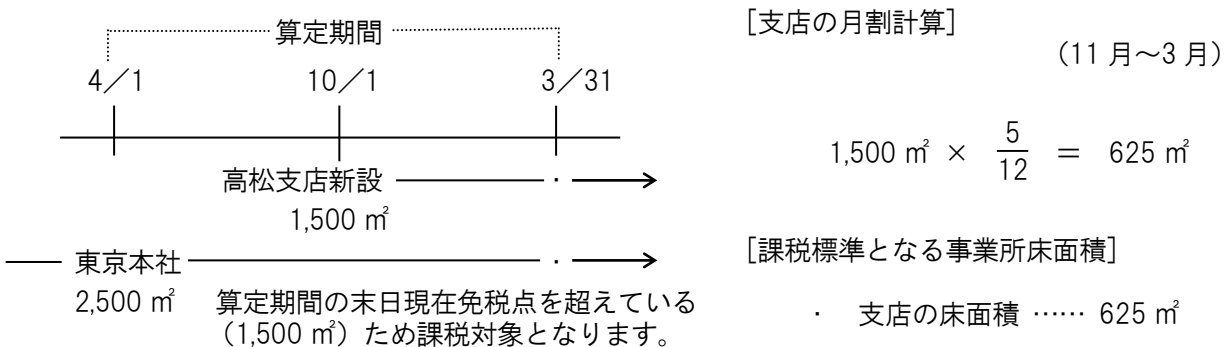 算定期間
4／1 10／1 3／31
高松支店新設
1,500 ㎡
東京本社
2,500 ㎡ 算定期間の末日現在免税点を超えている
（1,500 ㎡）ため課税対象となります。
［支店の月割計算］
（11 月～3 月）
1,500 ㎡ × 5/12 ＝ 625 ㎡
［課税標準となる事業所床面積］
・ 支店の床面積 …… 625 ㎡